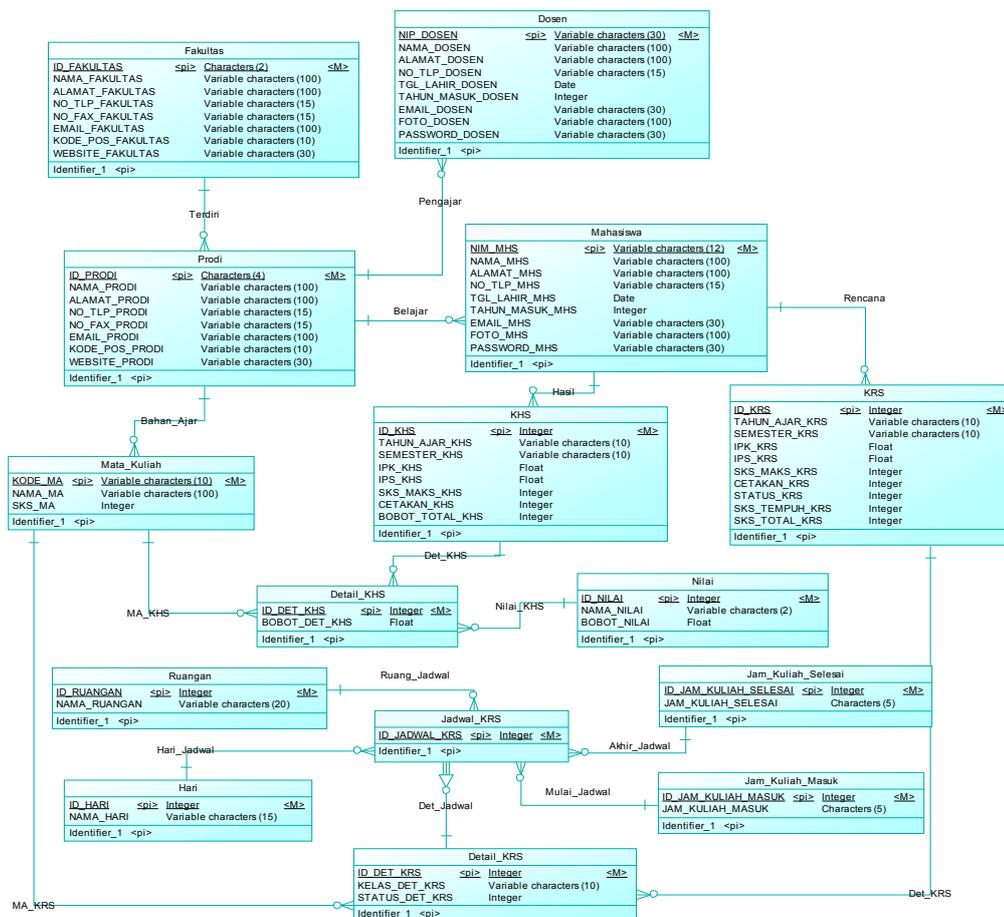 Dosen
NIP_DOSEN <pi> Variable characters (30) <M>
NAMA_DOSEN Variable characters (100)
ALAMAT_DOSEN Variable characters (100)
NO_TLP_DOSEN Variable characters (15)
TGL_LAHIR_DOSEN Date
TAHUN_MASUK_DOSEN Integer
EMAIL_DOSEN Variable characters (30)
FOTO_DOSEN Variable characters (100)
PASSWORD_DOSEN Variable characters (30)
Identifier_1 <pi>
Fakultas
ID_FAKULTAS <pi> Characters (2) <M>
NAMA_FAKULTAS Variable characters (100)
ALAMAT_FAKULTAS Variable characters (100)
NO_TLP_FAKULTAS Variable characters (15)
NO_FAX_FAKULTAS Variable characters (15)
EMAIL_FAKULTAS Variable characters (100)
KODE_POS_FAKULTAS Variable characters (10)
WEBSITE_FAKULTAS Variable characters (30)
Identifier_1 <pi>
Terdiri
Pengajar
Prodi
ID_PRODI <pi> Characters (4) <M>
NAMA_PRODI Variable characters (100)
ALAMAT_PRODI Variable characters (100)
NO_TLP_PRODI Variable characters (15)
NO_FAX_PRODI Variable characters (15)
EMAIL_PRODI Variable characters (100)
KODE_POS_PRODI Variable characters (10)
WEBSITE_PRODI Variable characters (30)
Identifier_1 <pi>
Belajar
Mahasiswa
NIM_MHS <pi> Variable characters (12) <M>
NAMA_MHS Variable characters (100)
ALAMAT_MHS Variable characters (100)
NO_TLP_MHS Variable characters (15)
TGL_LAHIR_MHS Date
TAHUN_MASUK_MHS Integer
EMAIL_MHS Variable characters (30)
FOTO_MHS Variable characters (100)
PASSWORD_MHS Variable characters (30)
Identifier_1 <pi>
Rencana
Hasil
Bahan_Ajar
KHS
ID_KHS <pi> Integer <M>
TAHUN_AJAR_KHS Variable characters (10)
SEMESTER_KHS Variable characters (10)
IPK_KHS Float
IPS_KHS Float
SKS_MAKS_KHS Integer
CETAKAN_KHS Integer
BOBOT_TOTAL_KHS Integer
Identifier_1 <pi>
KRS
ID_KRS <pi> Integer <M>
TAHUN_AJAR_KRS Variable characters (10)
SEMESTER_KRS Variable characters (10)
IPK_KRS Float
IPS_KRS Float
SKS_MAKS_KRS Integer
CETAKAN_KRS Integer
STATUS_KRS Integer
SKS_TEMPUH_KRS Integer
SKS_TOTAL_KRS Integer
Identifier_1 <pi>
Mata_Kuliah
KODE_MA <pi> Variable characters (10) <M>
NAMA_MA Variable characters (100)
SKS_MA Integer
Identifier_1 <pi>
Det_KHS
MA_KHS
Detail_KHS
ID_DET_KHS <pi> Integer <M>
BOBOT_DET_KHS Float
Identifier_1 <pi>
Nilai_KHS
Nilai
ID_NILAI <pi> Integer <M>
NAMA_NILAI Variable characters (2)
BOBOT_NILAI Float
Identifier_1 <pi>
Ruangan
ID_RUANGAN <pi> Integer <M>
NAMA_RUANGAN Variable characters (20)
Identifier_1 <pi>
Ruang_Jadwal
Jam_Kuliah_Selesai
ID_JAM_KULIAH_SELESAI <pi> Integer <M>
JAM_KULIAH_SELESAI Characters (5)
Identifier_1 <pi>
Jadwal_KRS
ID_JADWAL_KRS <pi> Integer <M>
Identifier_1 <pi>
Hari_Jadwal
Akhir_Jadwal
Hari
ID_HARI <pi> Integer <M>
NAMA_HARI Variable characters (15)
Identifier_1 <pi>
Det_Jadwal
Mulai_Jadwal
Jam_Kuliah_Masuk
ID_JAM_KULIAH_MASUK <pi> Integer <M>
JAM_KULIAH_MASUK Characters (5)
Identifier_1 <pi>
Detail_KRS
ID_DET_KRS <pi> Integer <M>
KELAS_DET_KRS Variable characters (10)
STATUS_DET_KRS Integer
Identifier_1 <pi>
MA_KRS
Det_KRS